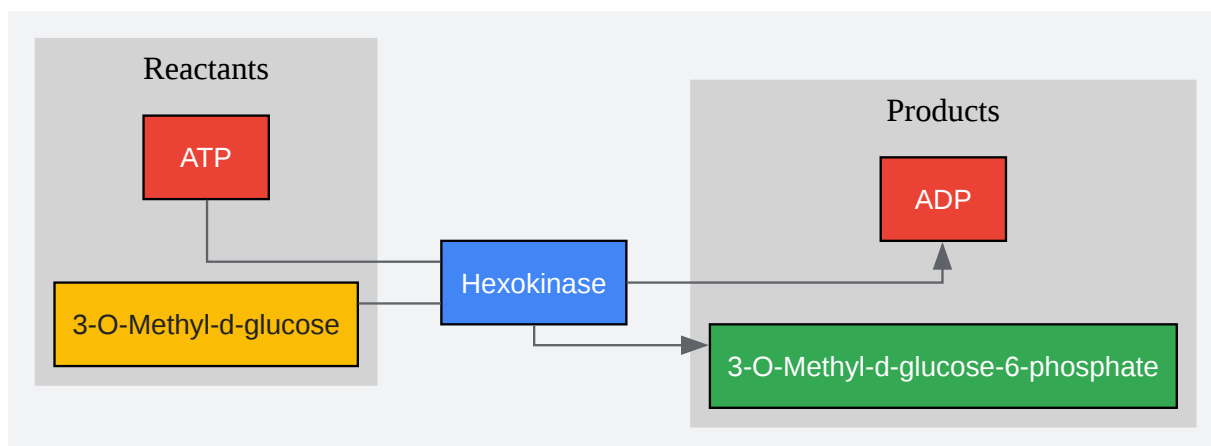 Reactants
ATP
3-O-Methyl-d-glucose
Hexokinase
Products
ADP
3-O-Methyl-d-glucose-6-phosphate